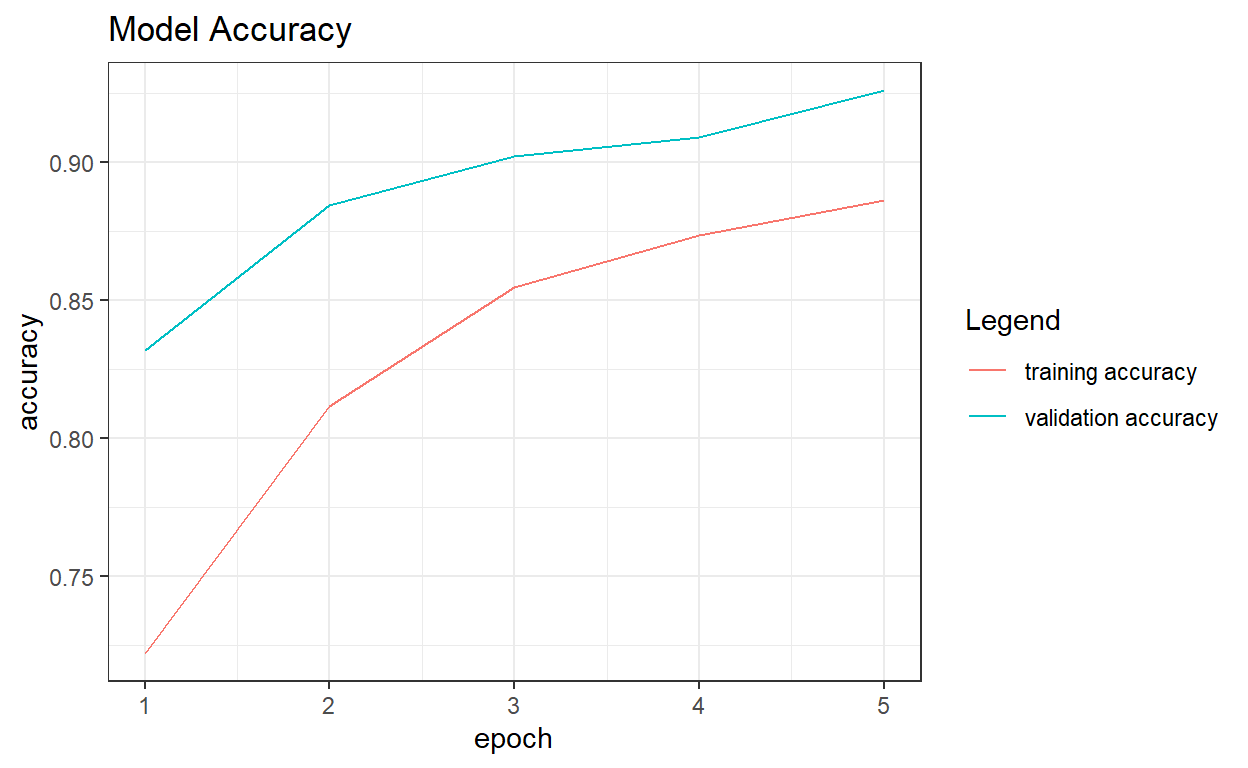 Model Accuracy
accuracy
0.90
0.85
0.80
0.75
1 2 3 4 5
epoch
Legend
training accuracy
validation accuracy